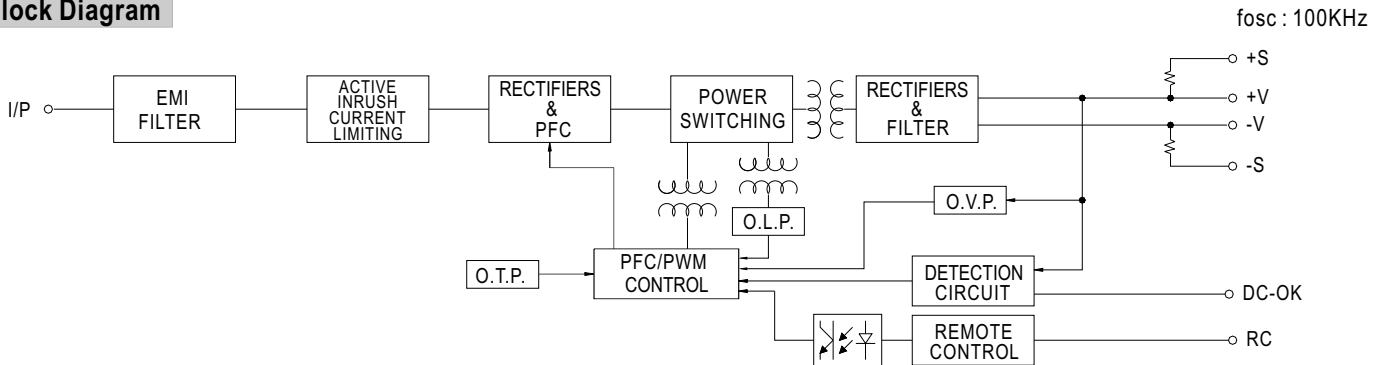 lock Diagram
fosc : 100KHz
I/P
EMI
FILTER
ACTIVE
INRUSH
CURRENT
LIMITING
RECTIFIERS
&
PFC
POWER
SWITCHING
RECTIFIERS
&
FILTER
+S
+V
-V
-S
O.L.P.
O.V.P.
O.T.P.
PFC/PWM
CONTROL
DETECTION
CIRCUIT
DC-OK
REMOTE
CONTROL
RC